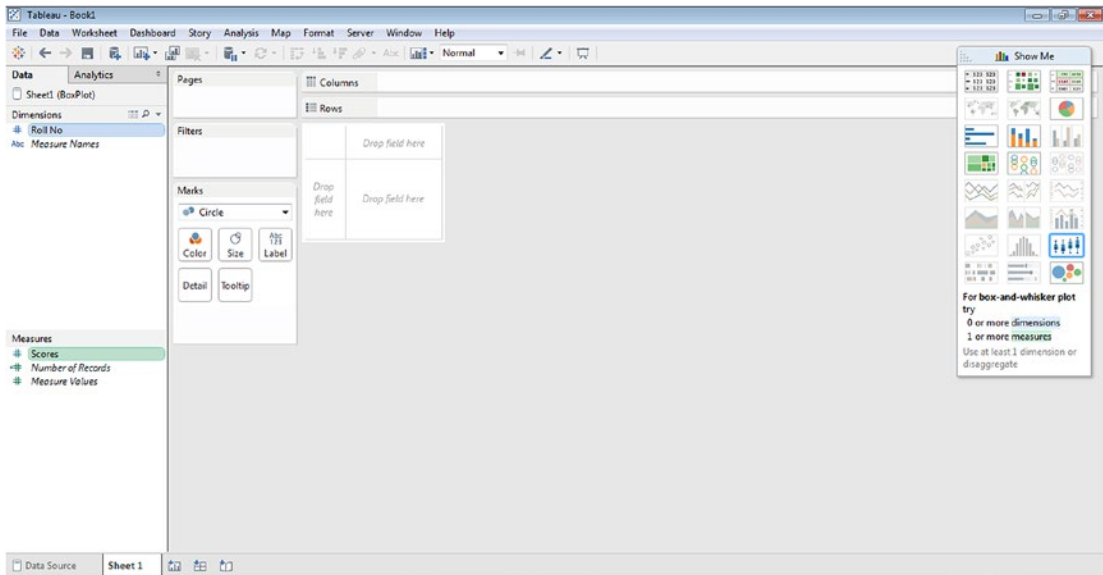 Tableau - Book1
File Data Worksheet Dashboard Story Analysis Map Format Server Window Help
Abc Normal
Data Analytics
Sheet1 (BoxPlot)
Dimensions
Roll No
Abc Measure Names
Measures
Scores
Number of Records
Measure Values
Pages
Filters
Marks
Circle
Color Size Abc 123 Label
Detail Tooltip
Columns
Rows
Drop field here
Drop
field
here
Drop field here
Show Me
For box-and-whisker plot
try
0 or more dimensions
1 or more measures
Use at least 1 dimension or
disaggregate
Data Source Sheet 1